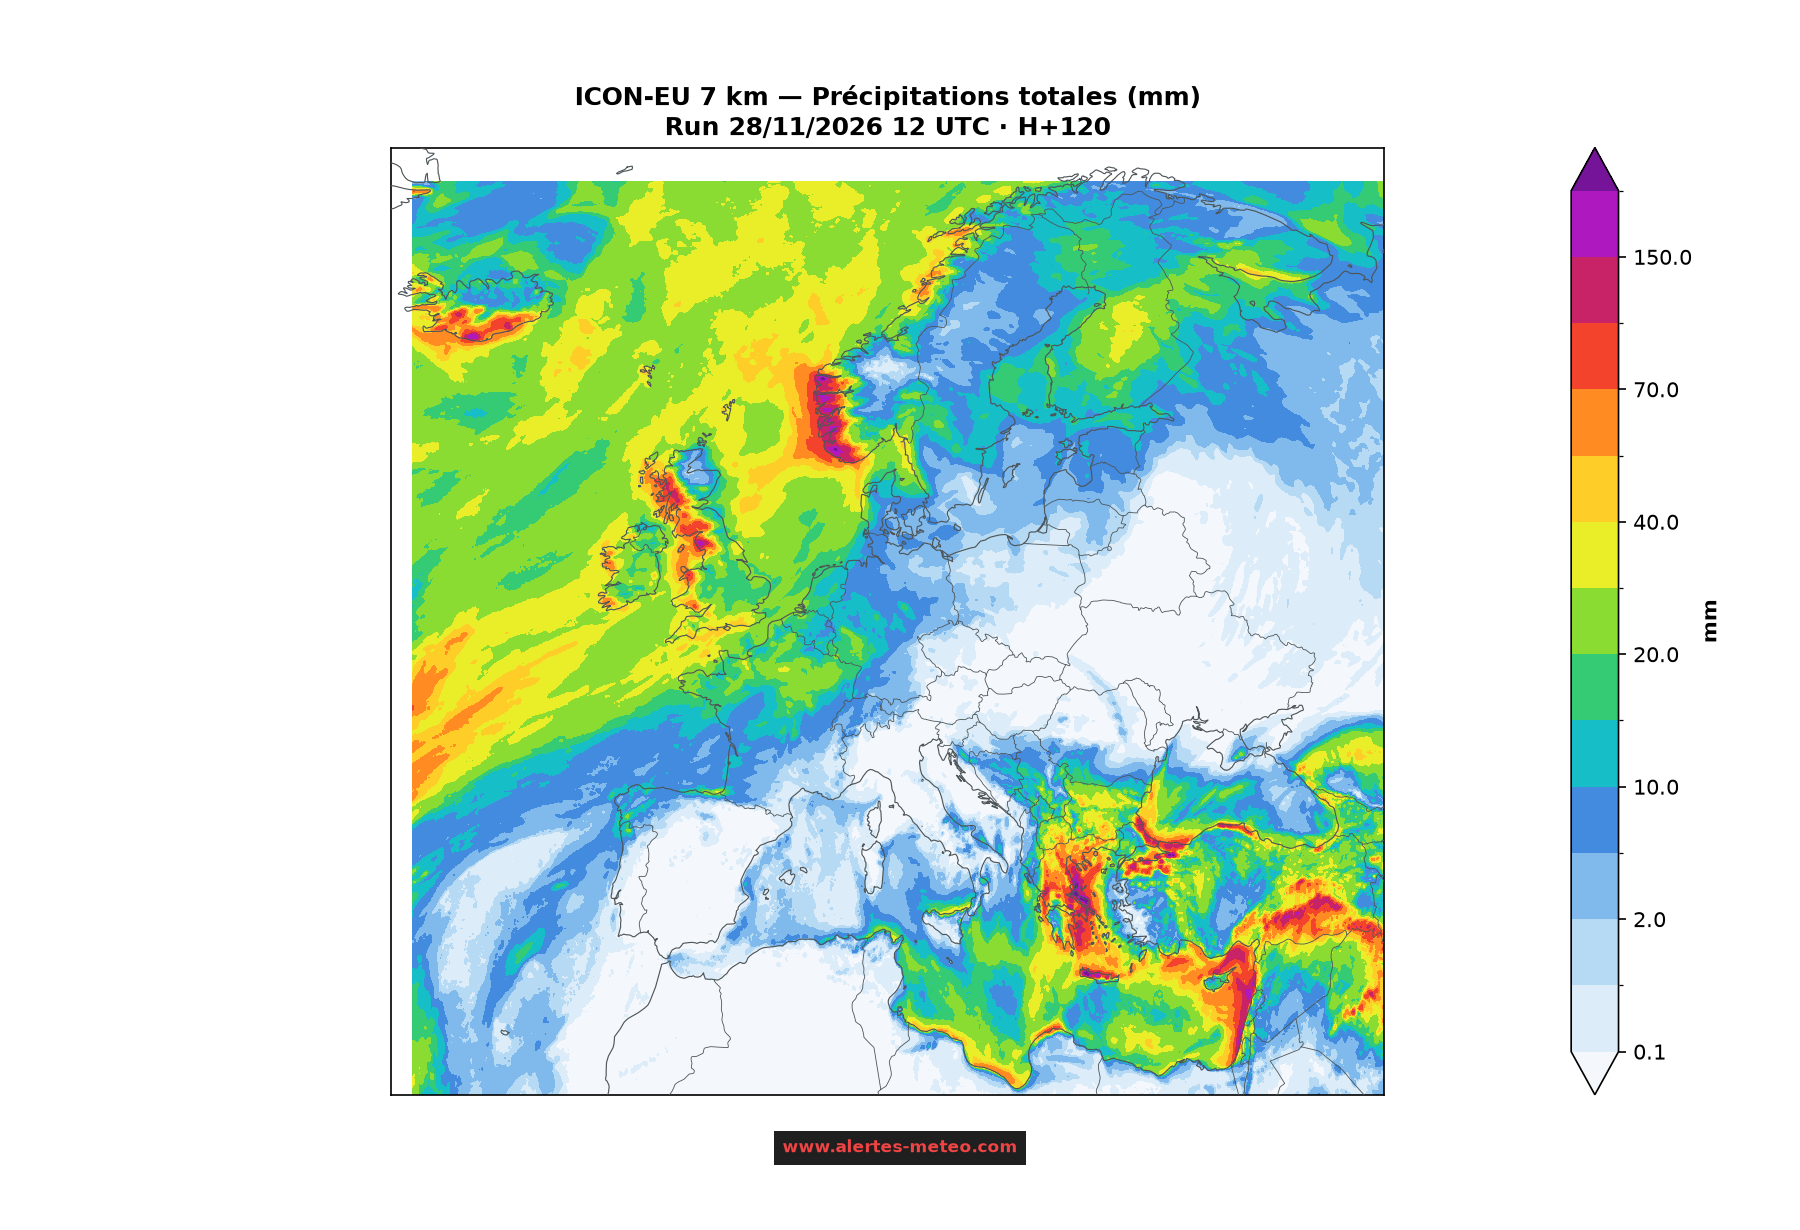 ICON-EU 7 km — Précipitations totales (mm)
Run 28/11/2026 12 UTC · H+120
150.0
70.0
40.0
20.0
10.0
2.0
0.1
mm
www.alertes-meteo.com